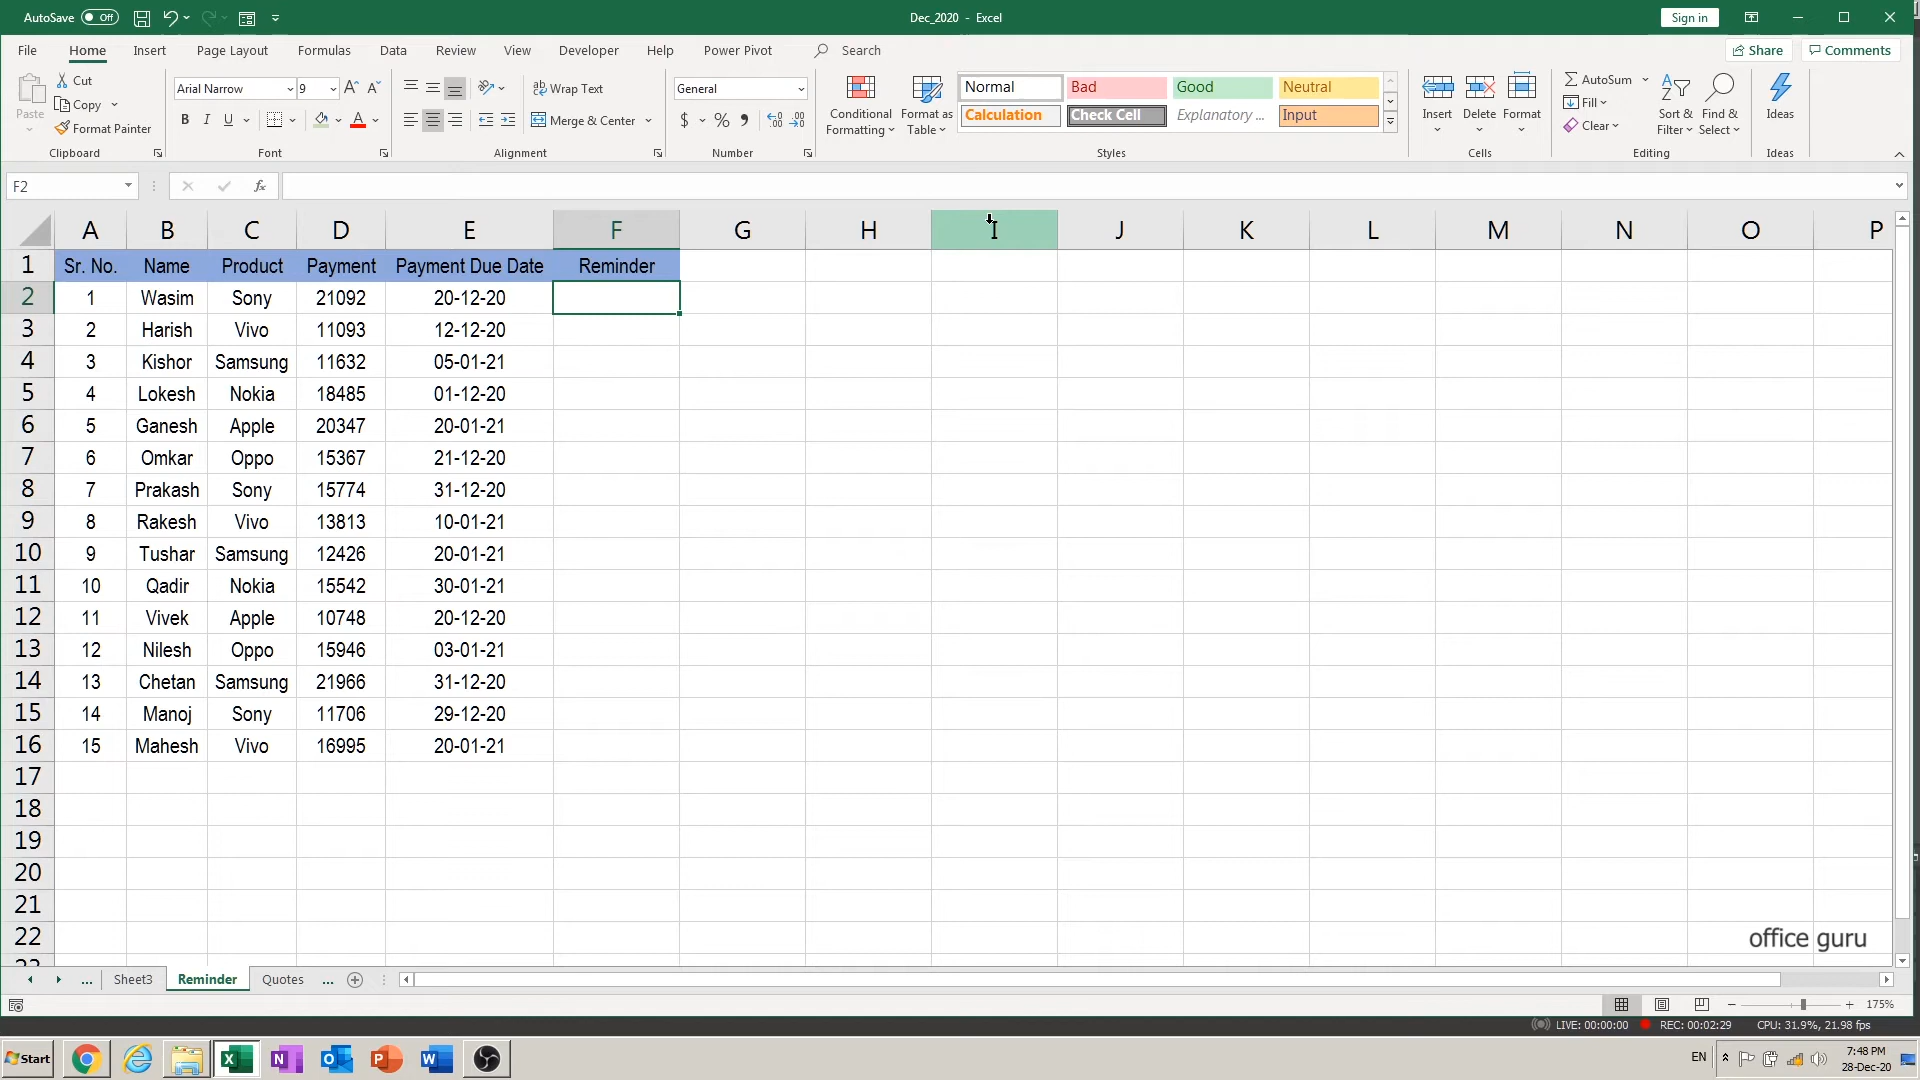 AutoSave Off Dec_2020 - Excel Sign in
File Home Insert Page Layout Formulas Data Review View Developer Help Power Pivot Search Share Comments
Paste Cut Copy Format Painter Clipboard
Arial Narrow 9 B I U A Font
Wrap Text Merge & Center Alignment
General $ % Number
Conditional Formatting Format as Table Normal Bad Good Neutral Calculation Check Cell Explanatory ... Input Styles
Insert Delete Format Cells
AutoSum Fill Clear Sort & Filter Find & Select Editing
Ideas Ideas
F2 fx
A B C D E F G H I J K L M N O P
1 Sr. No. Name Product Payment Payment Due Date Reminder
2 1 Wasim Sony 21092 20-12-20
3 2 Harish Vivo 11093 12-12-20
4 3 Kishor Samsung 11632 05-01-21
5 4 Lokesh Nokia 18485 01-12-20
6 5 Ganesh Apple 20347 20-01-21
7 6 Omkar Oppo 15367 21-12-20
8 7 Prakash Sony 15774 31-12-20
9 8 Rakesh Vivo 13813 10-01-21
10 9 Tushar Samsung 12426 20-01-21
11 10 Qadir Nokia 15542 30-01-21
12 11 Vivek Apple 10748 20-12-20
13 12 Nilesh Oppo 15946 03-01-21
14 13 Chetan Samsung 21966 31-12-20
15 14 Manoj Sony 11706 29-12-20
16 15 Mahesh Vivo 16995 20-01-21
17
18
19
20
21
22
office guru
... Sheet3 Reminder Quotes ...
175%
LIVE: 00:00:00 REC: 00:02:29 CPU: 31.9%, 21.98 fps
Start EN 7:48 PM
28-Dec-20